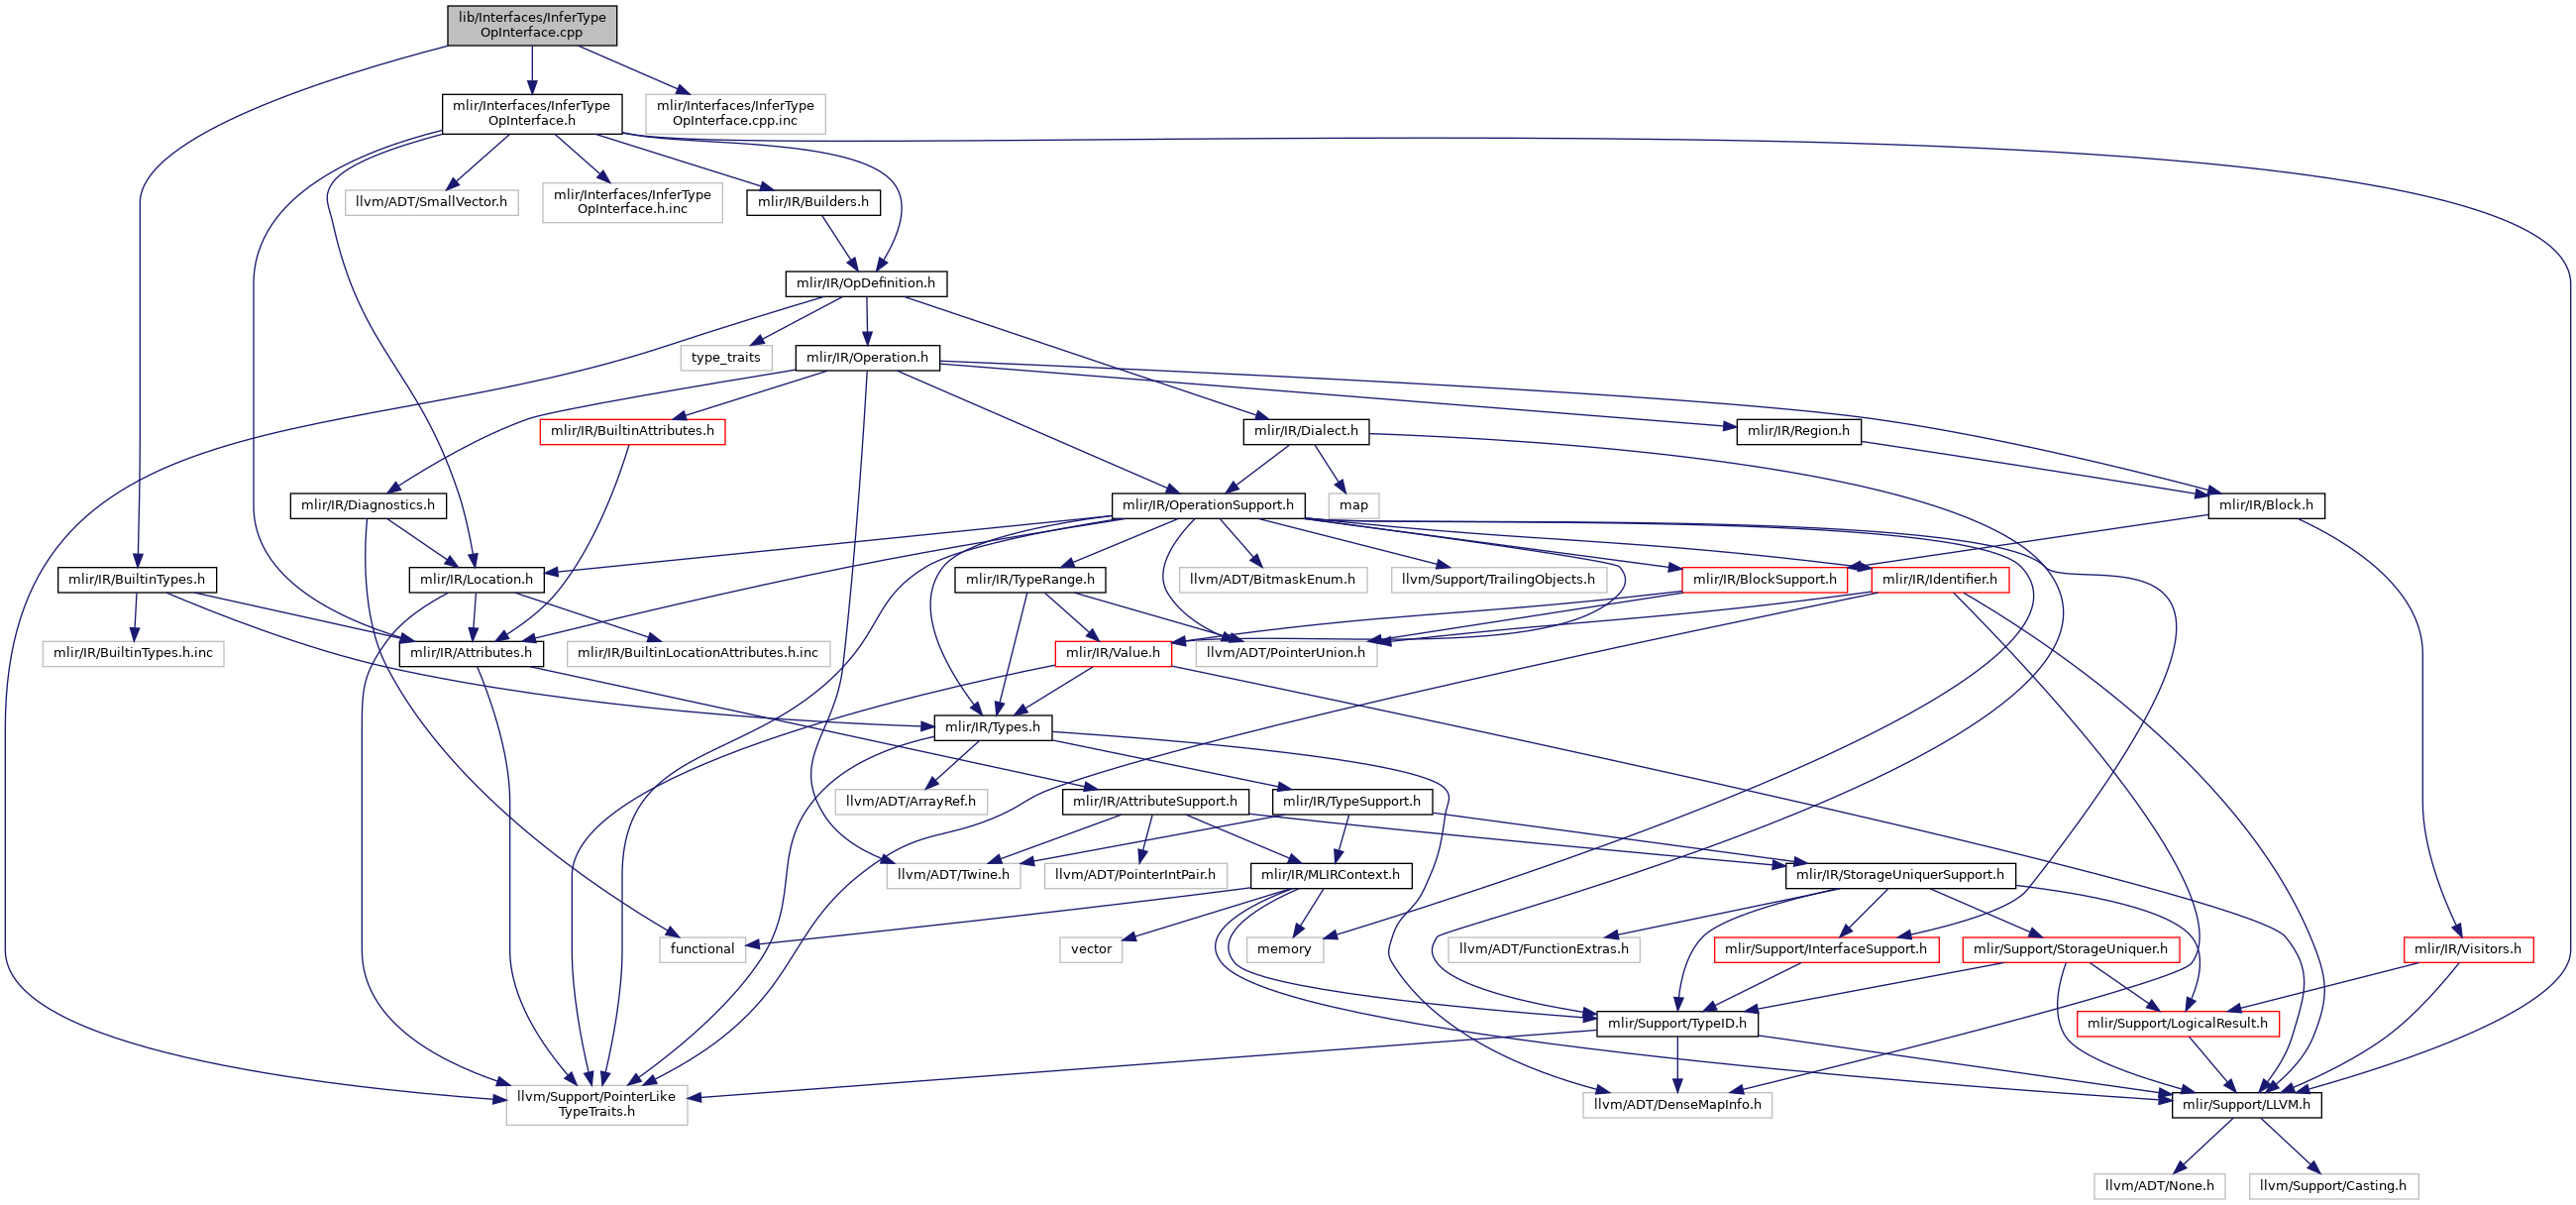 lib/Interfaces/InferType
OpInterface.cpp
mlir/Interfaces/InferType
OpInterface.h
mlir/Interfaces/InferType
OpInterface.cpp.inc
llvm/ADT/SmallVector.h
mlir/Interfaces/InferType
OpInterface.h.inc
mlir/IR/Builders.h
mlir/IR/OpDefinition.h
type_traits
mlir/IR/Operation.h
mlir/IR/BuiltinAttributes.h
mlir/IR/Dialect.h
mlir/IR/Region.h
mlir/IR/Diagnostics.h
mlir/IR/OperationSupport.h
map
mlir/IR/Block.h
mlir/IR/BuiltinTypes.h
mlir/IR/Location.h
mlir/IR/TypeRange.h
llvm/ADT/BitmaskEnum.h
llvm/Support/TrailingObjects.h
mlir/IR/BlockSupport.h
mlir/IR/Identifier.h
mlir/IR/BuiltinTypes.h.inc
mlir/IR/Attributes.h
mlir/IR/BuiltinLocationAttributes.h.inc
mlir/IR/Value.h
llvm/ADT/PointerUnion.h
mlir/IR/Types.h
llvm/ADT/ArrayRef.h
mlir/IR/AttributeSupport.h
mlir/IR/TypeSupport.h
llvm/ADT/Twine.h
llvm/ADT/PointerIntPair.h
mlir/IR/MLIRContext.h
mlir/IR/StorageUniquerSupport.h
functional
vector
memory
llvm/ADT/FunctionExtras.h
mlir/Support/InterfaceSupport.h
mlir/Support/StorageUniquer.h
mlir/IR/Visitors.h
mlir/Support/TypeID.h
mlir/Support/LogicalResult.h
llvm/Support/PointerLike
TypeTraits.h
llvm/ADT/DenseMapInfo.h
mlir/Support/LLVM.h
llvm/ADT/None.h
llvm/Support/Casting.h